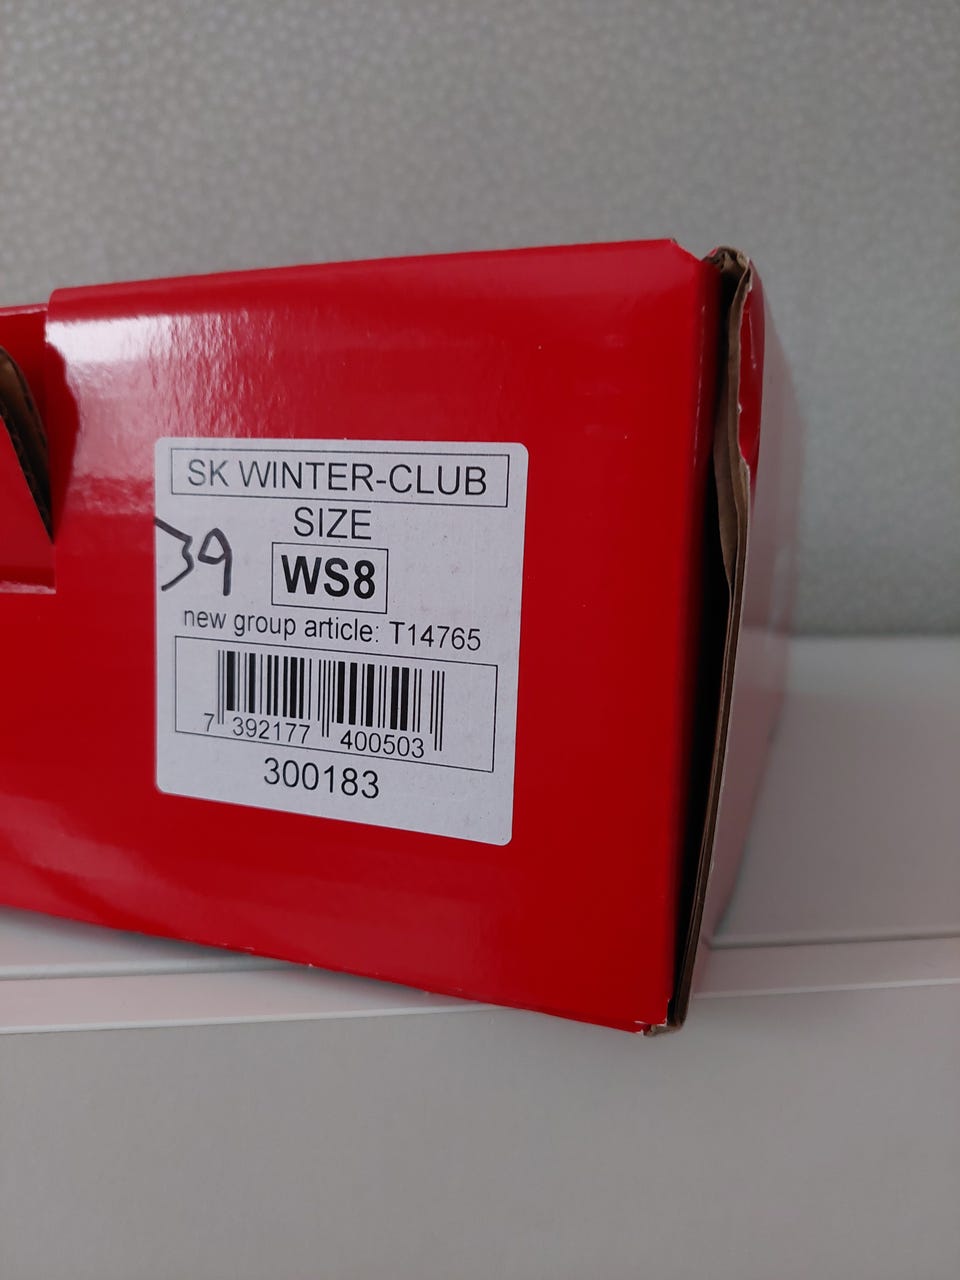 SK WINTER-CLUB
SIZE
39
WS8
new group article: T14765
7 392177 400503
300183